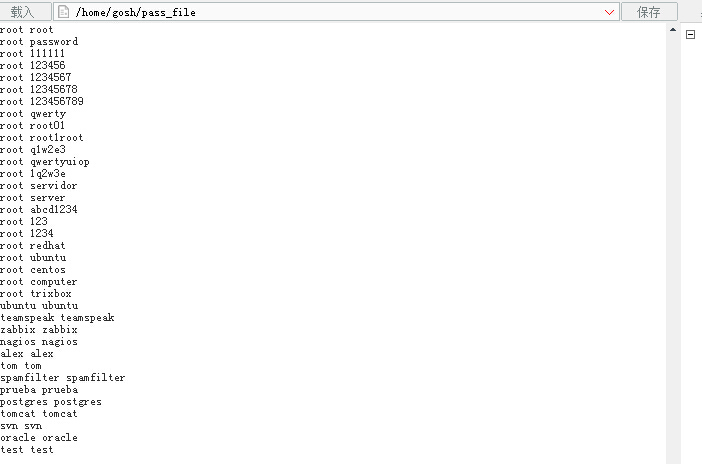 载入 /home/gosh/pass_file 保存
root root
root password
root 111111
root 123456
root 1234567
root 12345678
root 123456789
root qwerty
root root01
root root1root
root q1w2e3
root qwertyuiop
root 1q2w3e
root servidor
root server
root abcd1234
root 123
root 1234
root redhat
root ubuntu
root centos
root computer
root trixbox
ubuntu ubuntu
teamspeak teamspeak
zabbix zabbix
nagios nagios
alex alex
tom tom
spamfilter spamfilter
prueba prueba
postgres postgres
tomcat tomcat
svn svn
oracle oracle
test test